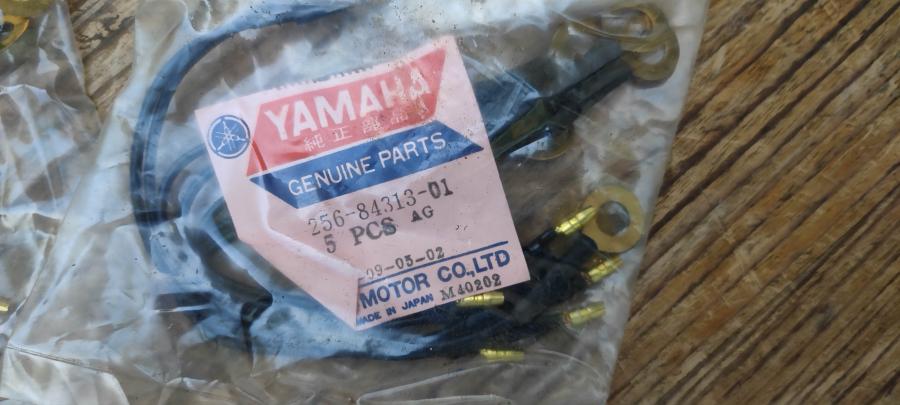 YAMAHA
純正部品
GENUINE PARTS
256-84313-01
5 PCS AG
-09-03-02
MOTOR CO.,LTD
MADE IN JAPAN M40202